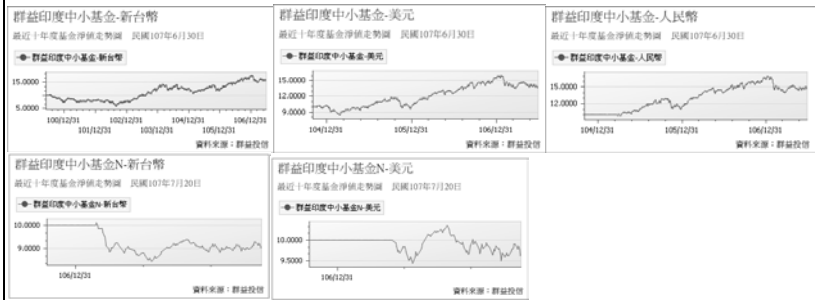 群益印度中小基金-新台幣
最近十年度基金淨值走勢圖 民國107年6月30日
群益印度中小基金-新台幣
15.0000
5.0000
100/12/31 102/12/31 104/12/31 106/12/31
101/12/31 103/12/31 105/12/31
資料來源：群益投信
群益印度中小基金-美元
最近十年度基金淨值走勢圖 民國107年6月30日
群益印度中小基金-美元
15.0000
12.0000
9.0000
104/12/31 105/12/31 106/12/31
資料來源：群益投信
群益印度中小基金-人民幣
最近十年度基金淨值走勢圖 民國107年6月30日
群益印度中小基金-人民幣
15.0000
12.0000
104/12/31 105/12/31 106/12/31
資料來源：群益投信
群益印度中小基金N-新台幣
最近十年度基金淨值走勢圖 民國107年7月20日
群益印度中小基金N-新台幣
10.0000
9.0000
106/12/31
資料來源：群益投信
群益印度中小基金N-美元
最近十年度基金淨值走勢圖 民國107年7月20日
群益印度中小基金N-美元
10.0000
9.5000
106/12/31
資料來源：群益投信